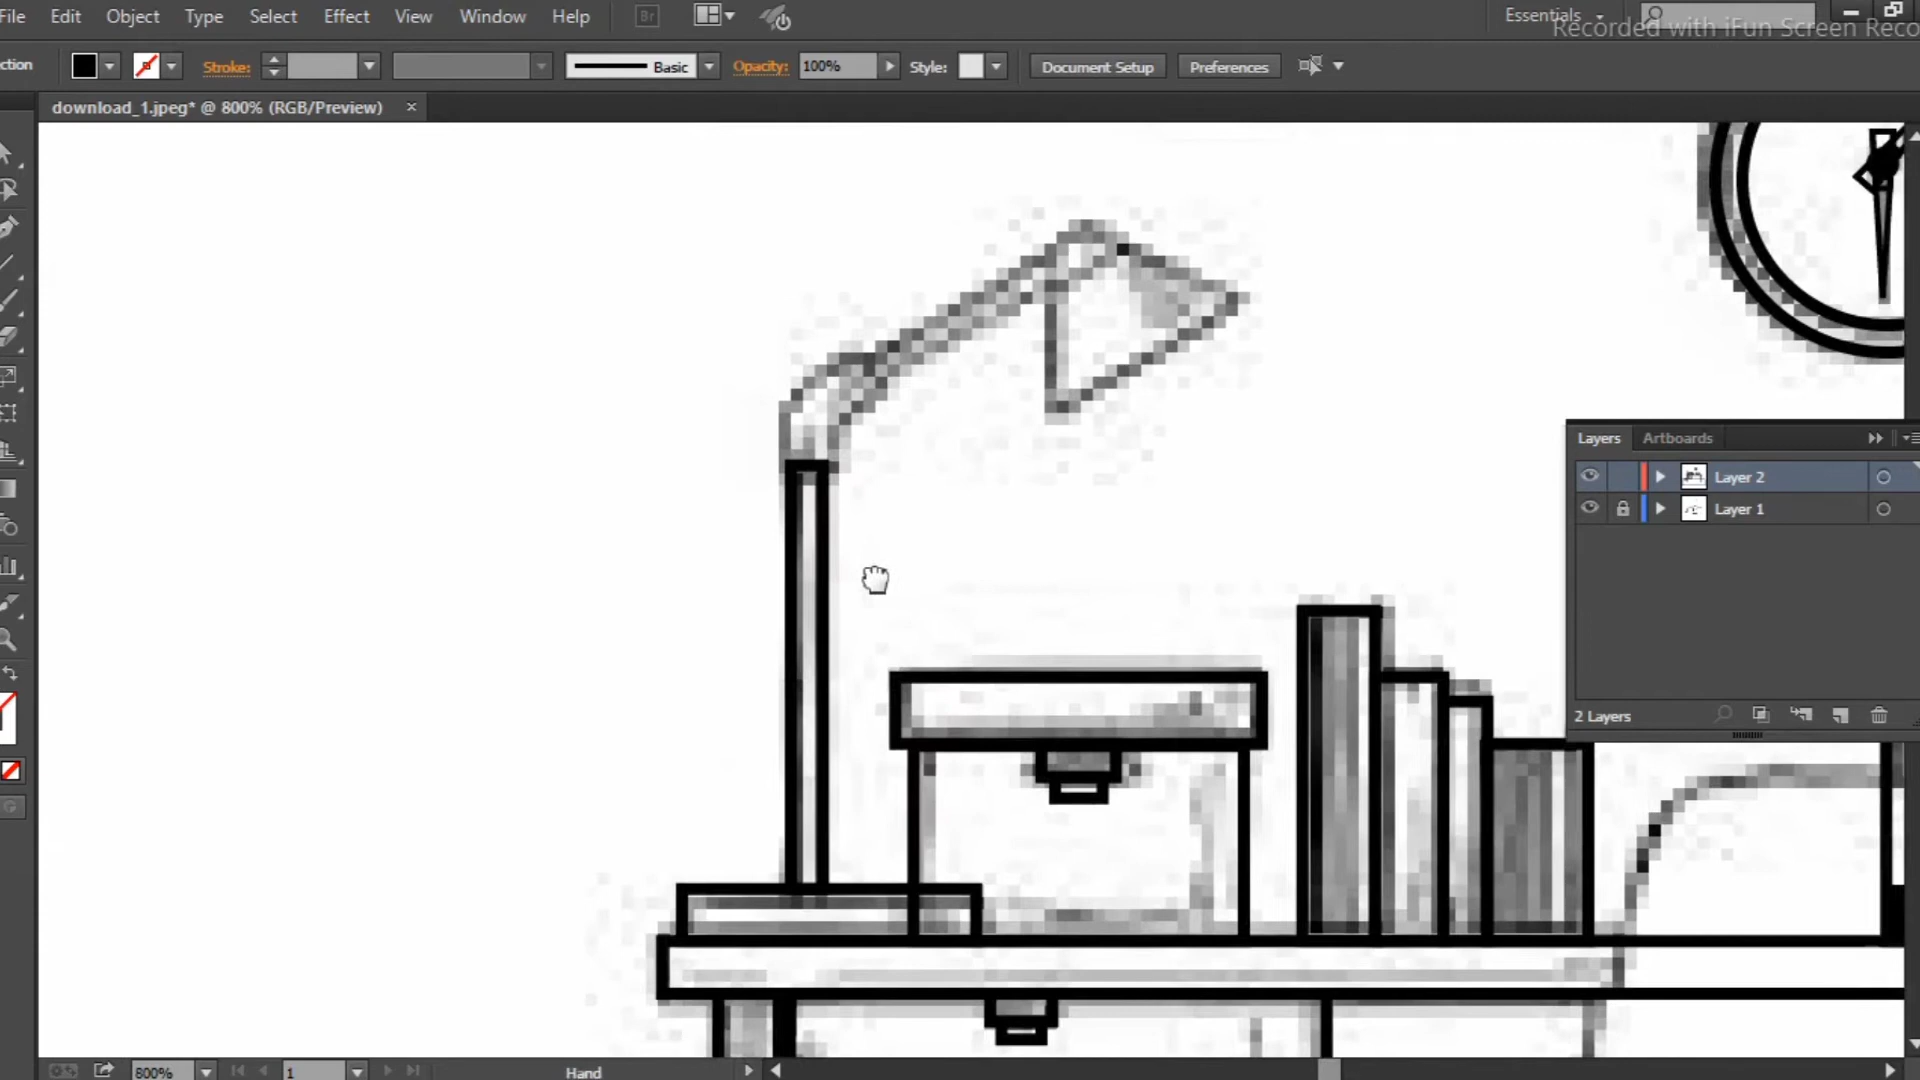 File Edit Object Type Select Effect View Window Help Br Essentials
Recorded with iFun Screen Reco
ction Stroke: Basic Opacity: 100% Style: Document Setup Preferences
download_1.jpeg* @ 800% (RGB/Preview)
Layers Artboards
Layer 2
Layer 1
2 Layers
800% 1 Hand